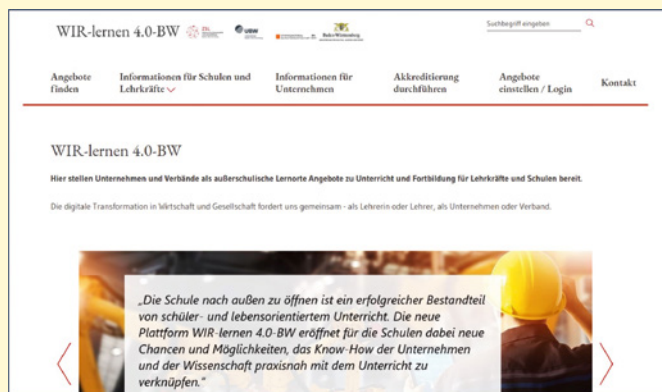 WIR-lernen 4.0-BW
ZSL
UBW
Baden-Württemberg
Suchbegriff eingeben
Angebote
finden
Informationen für Schulen und
Lehrkräfte
Informationen für
Unternehmen
Akkreditierung
durchführen
Angebote
einstellen / Login
Kontakt
WIR-lernen 4.0-BW
Hier stellen Unternehmen und Verbände als außerschulische Lernorte Angebote zu Unterricht und Fortbildung für Lehrkräfte und Schulen bereit.
Die digitale Transformation in Wirtschaft und Gesellschaft fordert uns gemeinsam - als Lehrerin oder Lehrer, als Unternehmen oder Verband.
„Die Schule nach außen zu öffnen ist ein erfolgreicher Bestandteil
von schüler- und lebensorientiertem Unterricht. Die neue
Plattform WIR-lernen 4.0-BW eröffnet für die Schulen dabei neue
Chancen und Möglichkeiten, das Know-How der Unternehmen
und der Wissenschaft praxisnah mit dem Unterricht zu
verknüpfen."